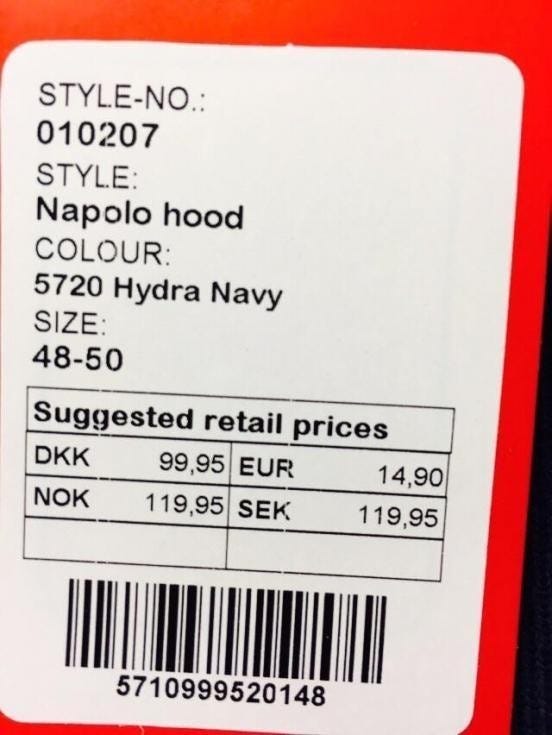 STYLE-NO.:
010207
STYLE:
Napolo hood
COLOUR:
5720 Hydra Navy
SIZE:
48-50
Suggested retail prices
DKK 99,95 EUR 14,90
NOK 119,95 SEK 119,95
5710999520148